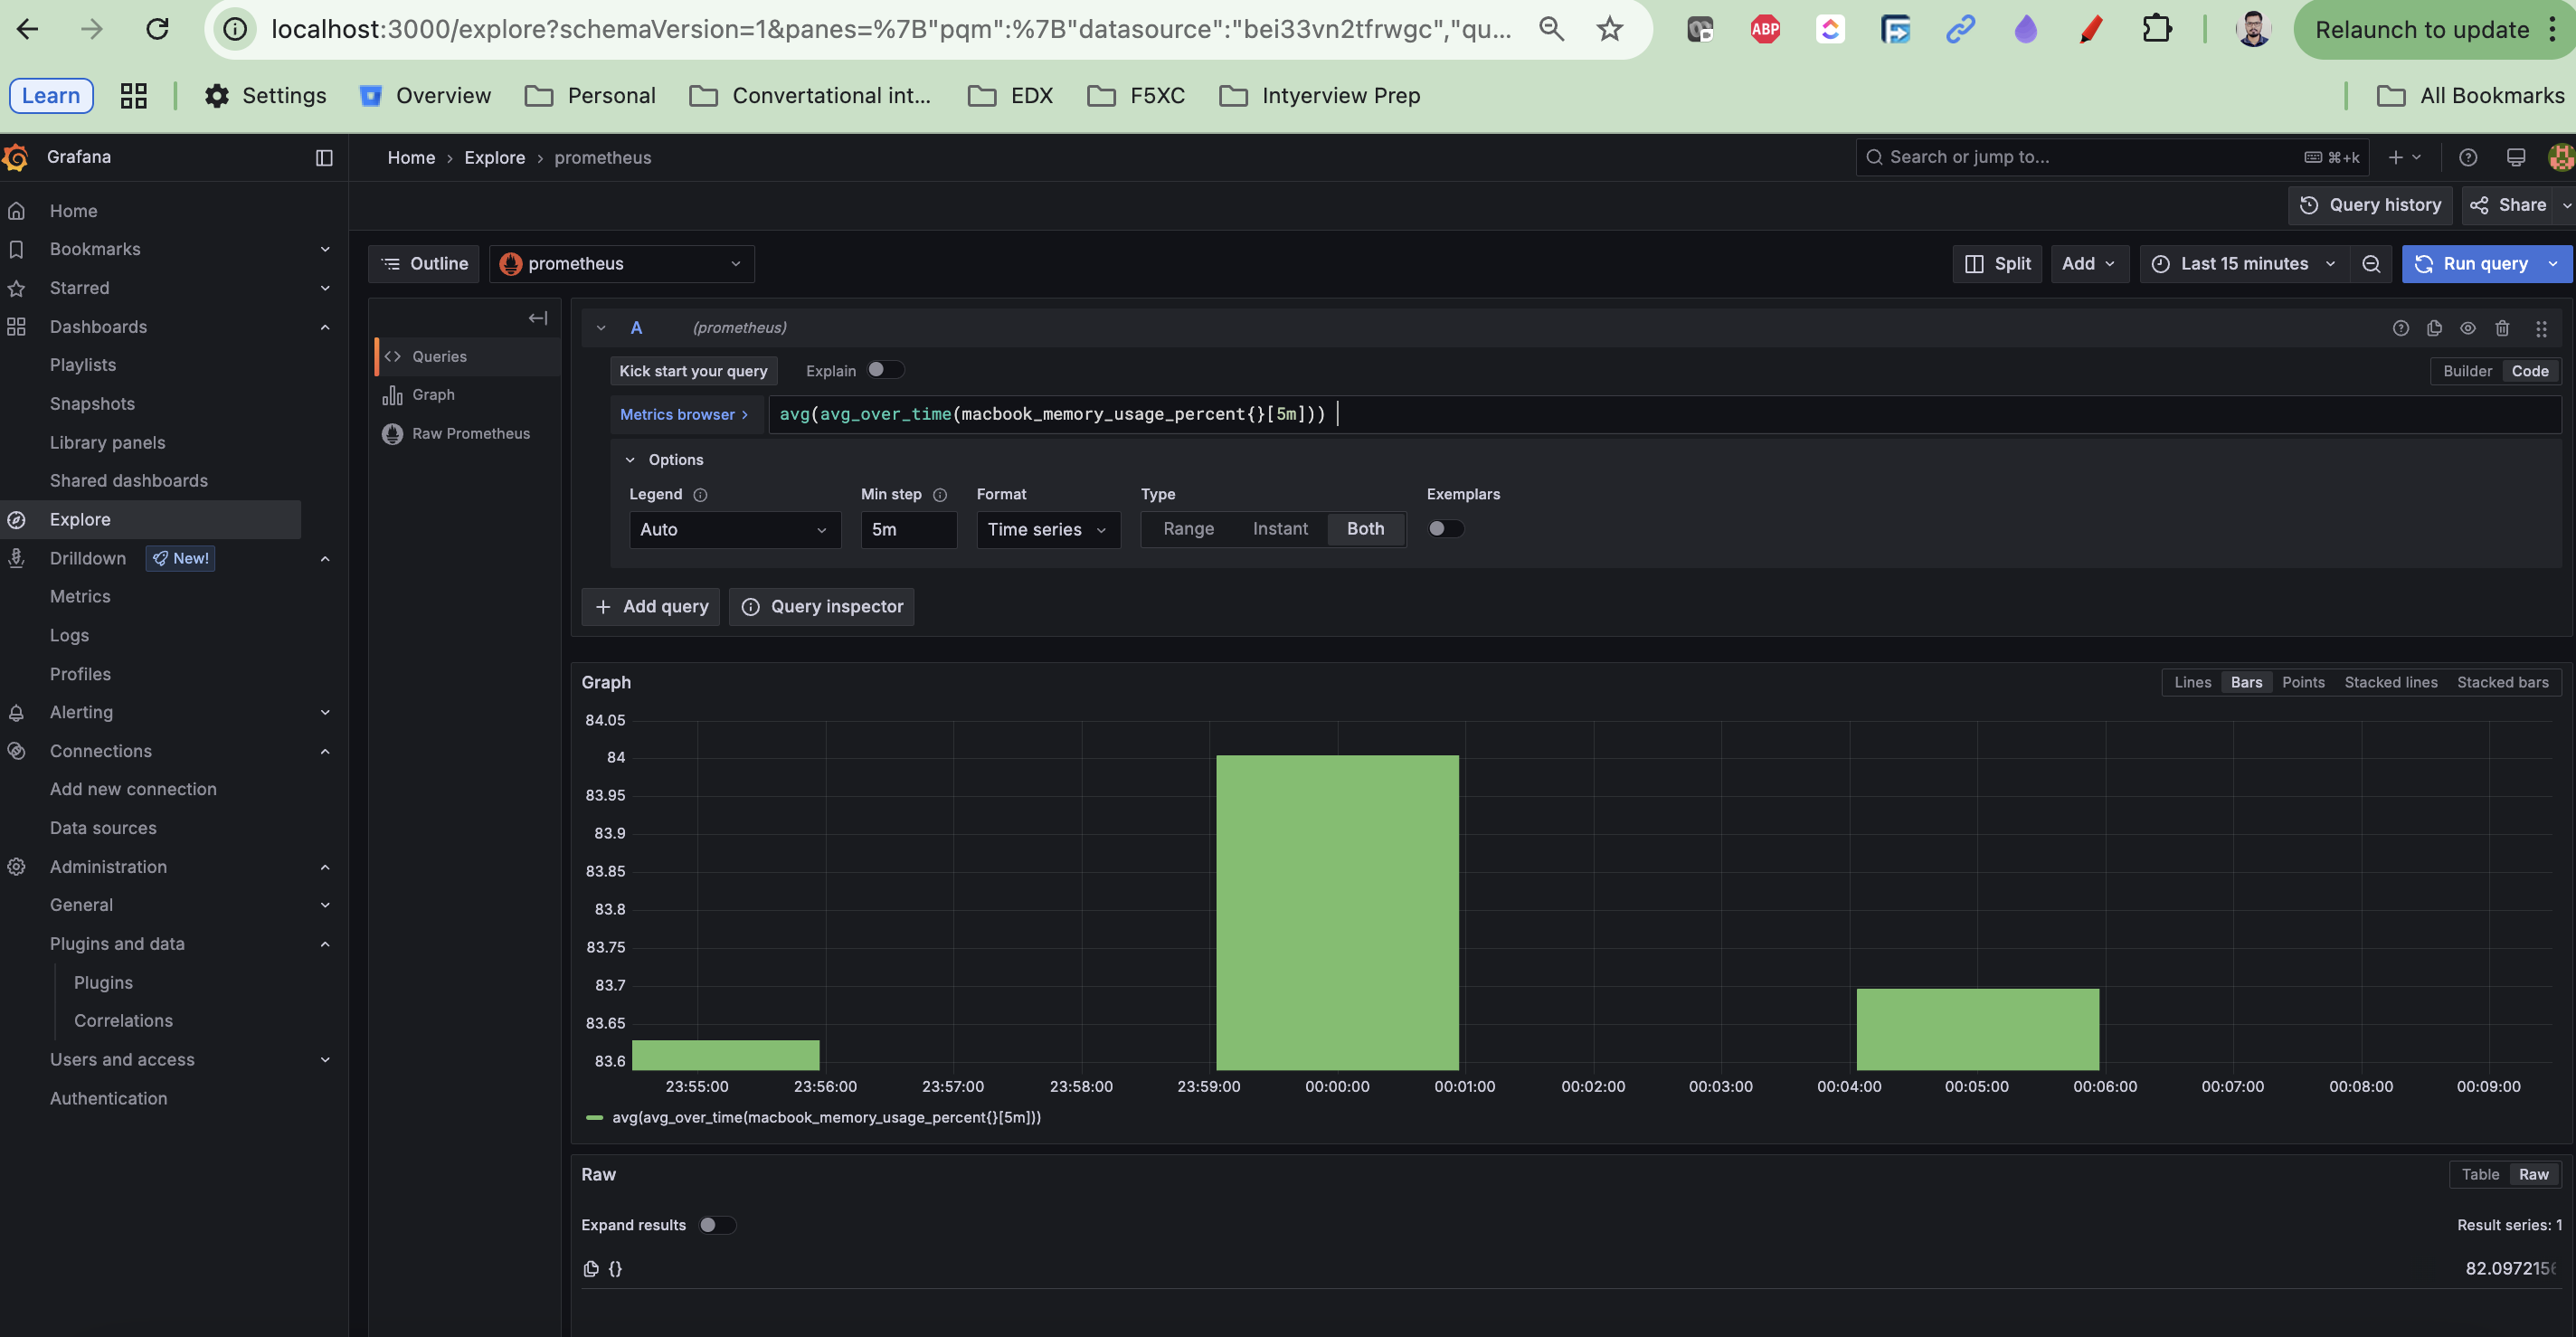 localhost:3000/explore?schemaVersion=1&panes=%7B"pqm":%7B"datasource":"bei33vn2tfrwgc","qu...
ABP
Relaunch to update
Learn
Settings
Overview
Personal
Convertational int...
EDX
F5XC
Intyerview Prep
All Bookmarks
Grafana
Home › Explore › prometheus
Search or jump to...
⌘+k
Home
Bookmarks
Starred
Dashboards
Playlists
Snapshots
Library panels
Shared dashboards
Explore
Drilldown New!
Metrics
Logs
Profiles
Alerting
Connections
Add new connection
Data sources
Administration
General
Plugins and data
Plugins
Correlations
Users and access
Authentication
Query history
Share
Outline
prometheus
Split
Add
Last 15 minutes
Run query
Queries
Graph
Raw Prometheus
A (prometheus)
Kick start your query
Explain
Builder
Code
Metrics browser >
avg(avg_over_time(macbook_memory_usage_percent{}[5m]))
Options
Legend
Min step
Format
Type
Exemplars
Auto
5m
Time series
Range
Instant
Both
+ Add query
Query inspector
Graph
Lines
Bars
Points
Stacked lines
Stacked bars
84.05
84
83.95
83.9
83.85
83.8
83.75
83.7
83.65
83.6
23:55:00
23:56:00
23:57:00
23:58:00
23:59:00
00:00:00
00:01:00
00:02:00
00:03:00
00:04:00
00:05:00
00:06:00
00:07:00
00:08:00
00:09:00
avg(avg_over_time(macbook_memory_usage_percent{}[5m]))
Raw
Table
Raw
Expand results
Result series: 1
{}
82.0972156